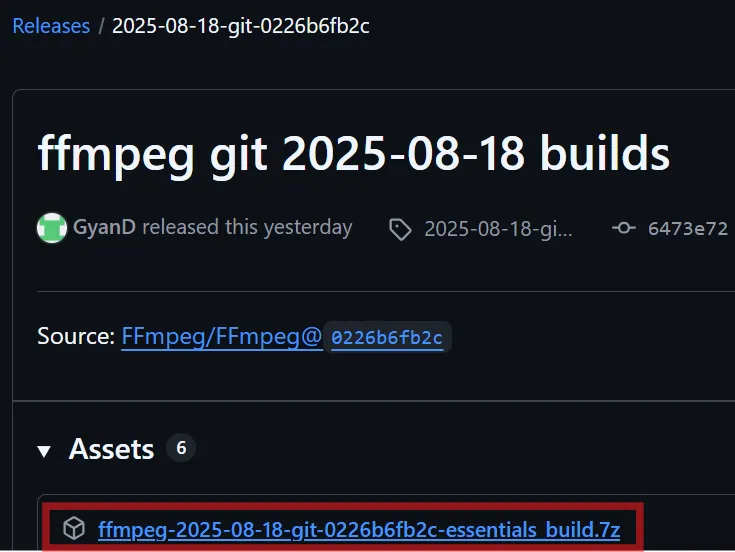 Releases / 2025-08-18-git-0226b6fb2c
ffmpeg git 2025-08-18 builds
GyanD released this yesterday 2025-08-18-gi... 6473e72
Source: FFmpeg/FFmpeg@0226b6fb2c
Assets 6
ffmpeg-2025-08-18-git-0226b6fb2c-essentials_build.7z